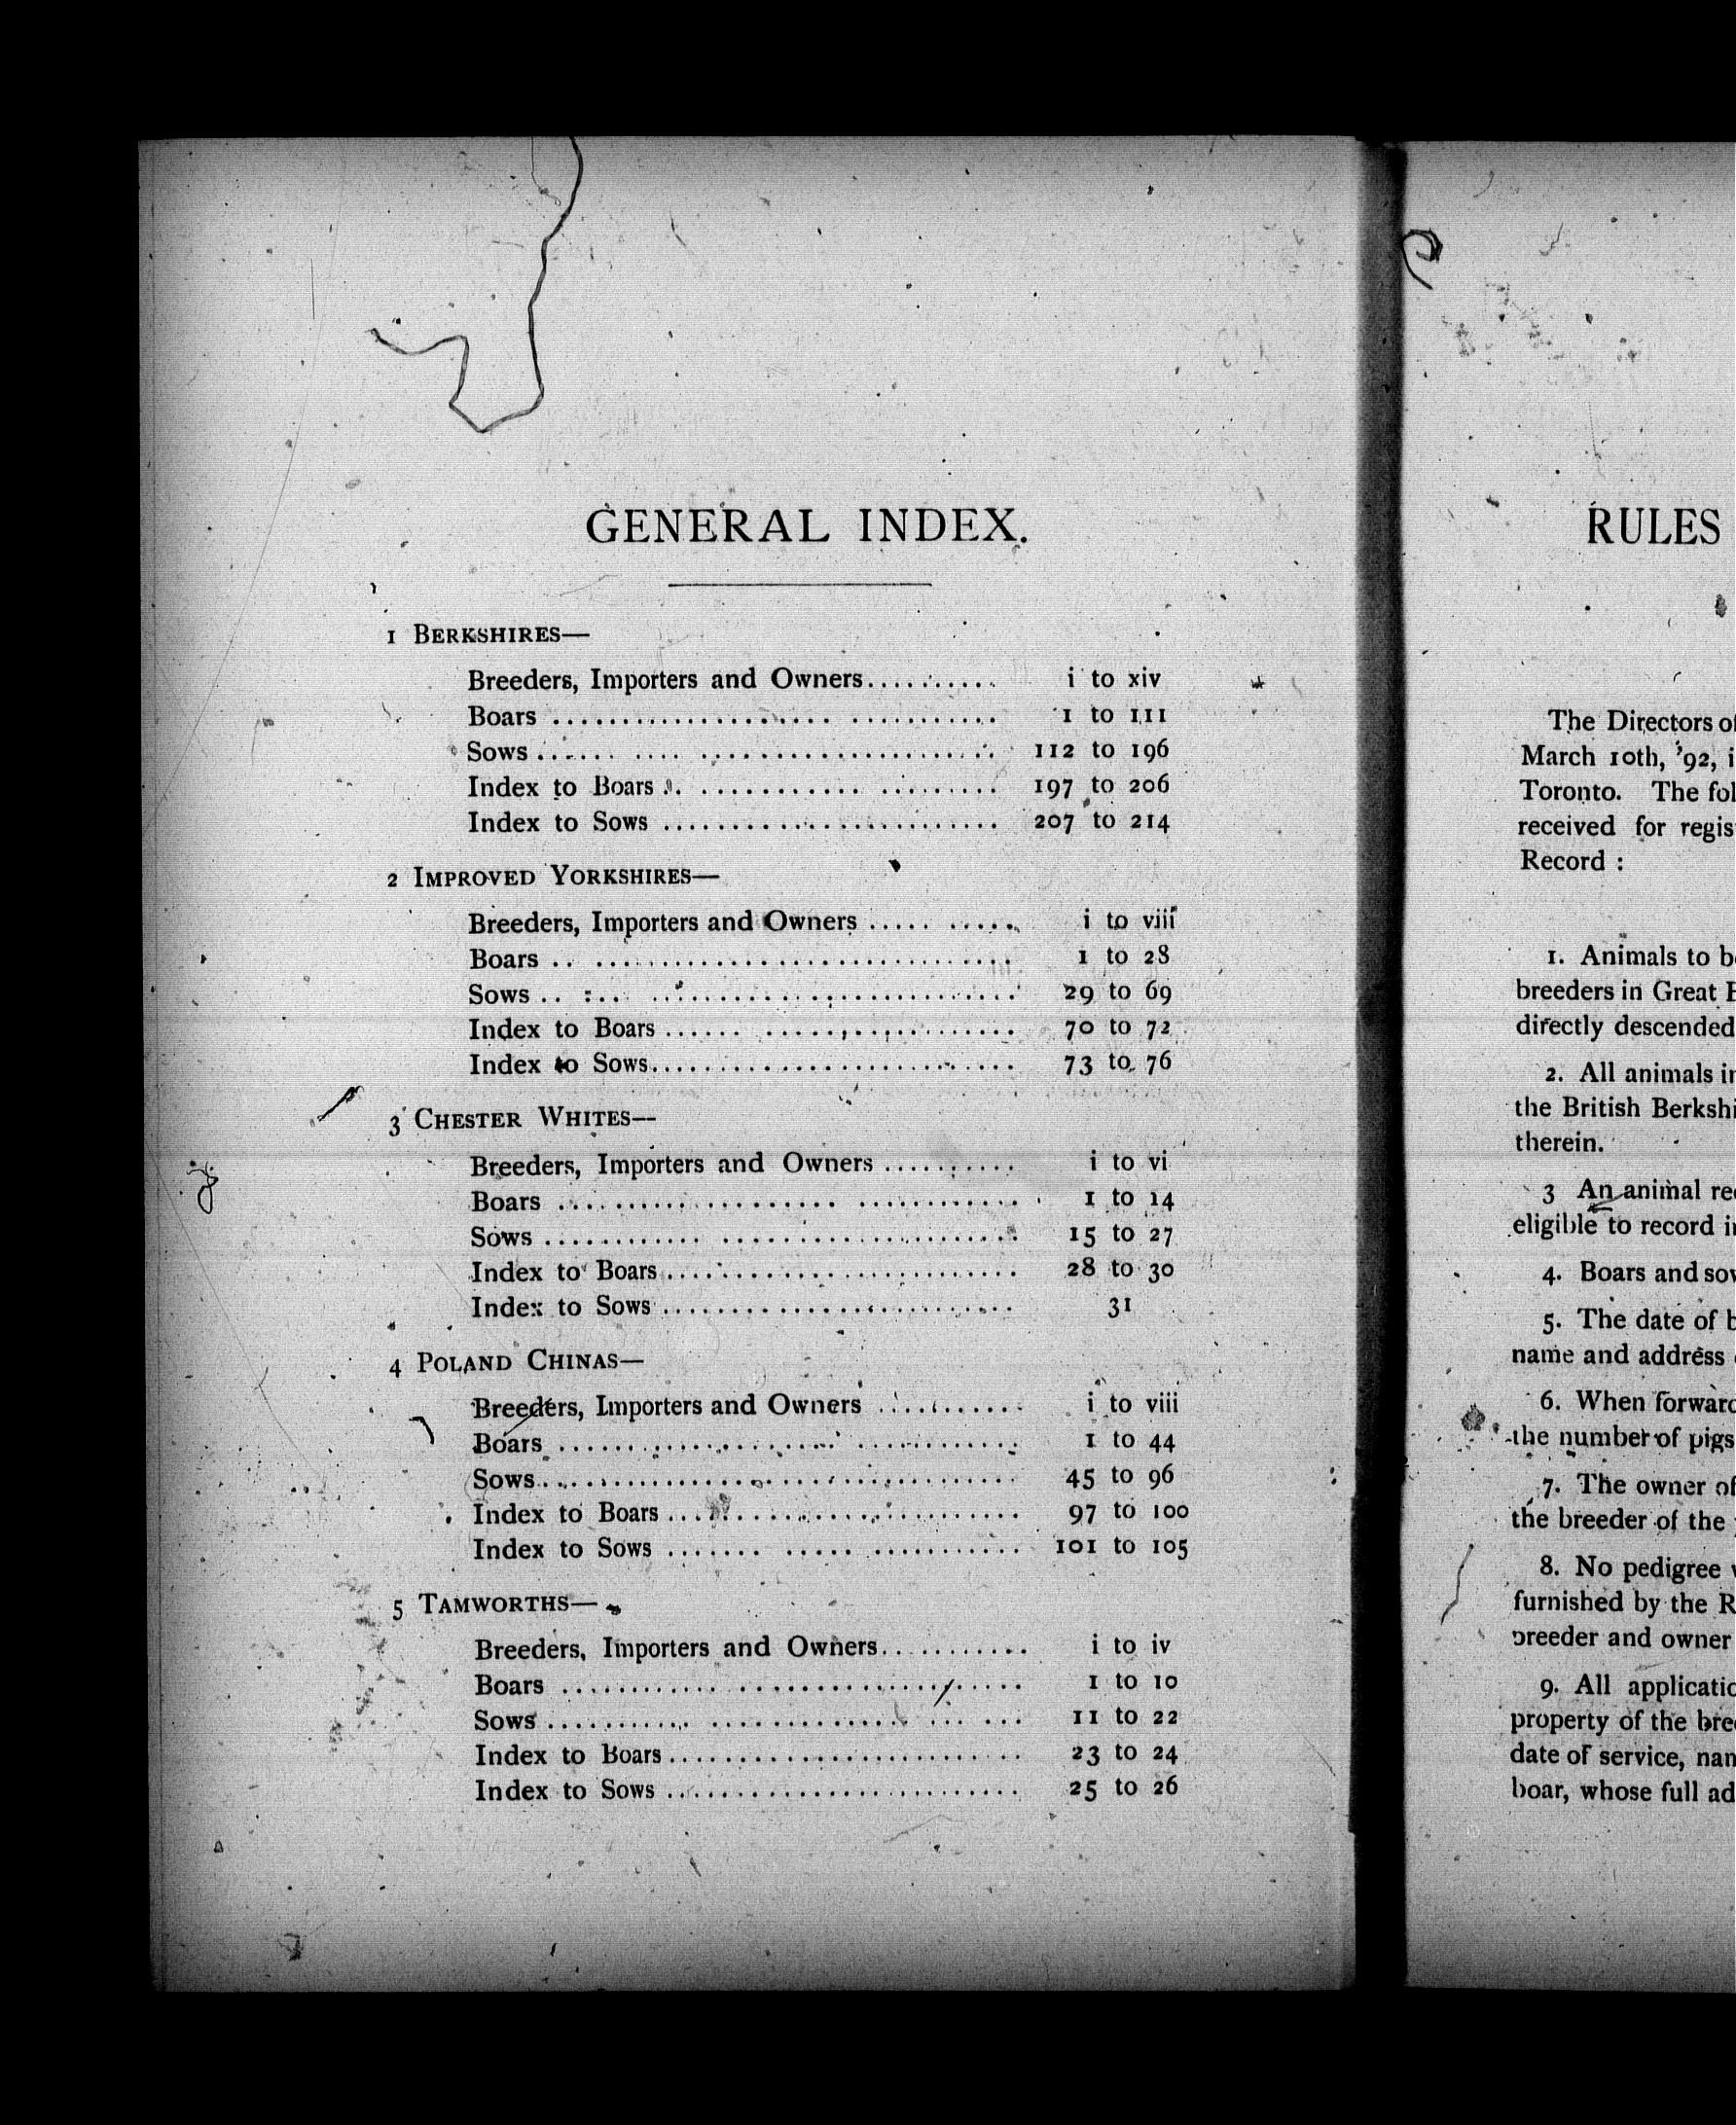 GENERAL INDEX.
1 BERKSHIRES—
Breeders, Importers and Owners.......... i to xiv
Boars .............................. 1 to 111
Sows .............................. 112 to 196
Index to Boars ...................... 197 to 206
Index to Sows ...................... 207 to 214
2 IMPROVED YORKSHIRES—
Breeders, Importers and Owners .......... i to viii
Boars .............................. 1 to 28
Sows .............................. 29 to 69
Index to Boars ...................... 70 to 72
Index to Sows...................... 73 to 76
3 CHESTER WHITES—
Breeders, Importers and Owners .......... i to vi
Boars .............................. 1 to 14
Sows .............................. 15 to 27
Index to Boars ...................... 28 to 30
Index to Sows ...................... 31
4 POLAND CHINAS—
Breeders, Importers and Owners .......... i to viii
Boars .............................. 1 to 44
Sows.............................. 45 to 96
Index to Boars ...................... 97 to 100
Index to Sows ...................... 101 to 105
5 TAMWORTHS—
Breeders, Importers and Owners.......... i to iv
Boars .............................. 1 to 10
Sows .............................. 11 to 22
Index to Boars ...................... 23 to 24
Index to Sows ...................... 25 to 26
RULES
The Directors of
March 10th, '92, i
Toronto. The fol
received for regis
Record :
1. Animals to b
breeders in Great
directly descended
2. All animals in
the British Berkshi
therein.
3 An animal re
eligible to record i
4. Boars and sow
5. The date of b
name and address
6. When forward
the number of pigs
7. The owner of
the breeder of the
8. No pedigree
furnished by the R
breeder and owner
9. All applicatio
property of the bre
date of service, nam
boar, whose full ad